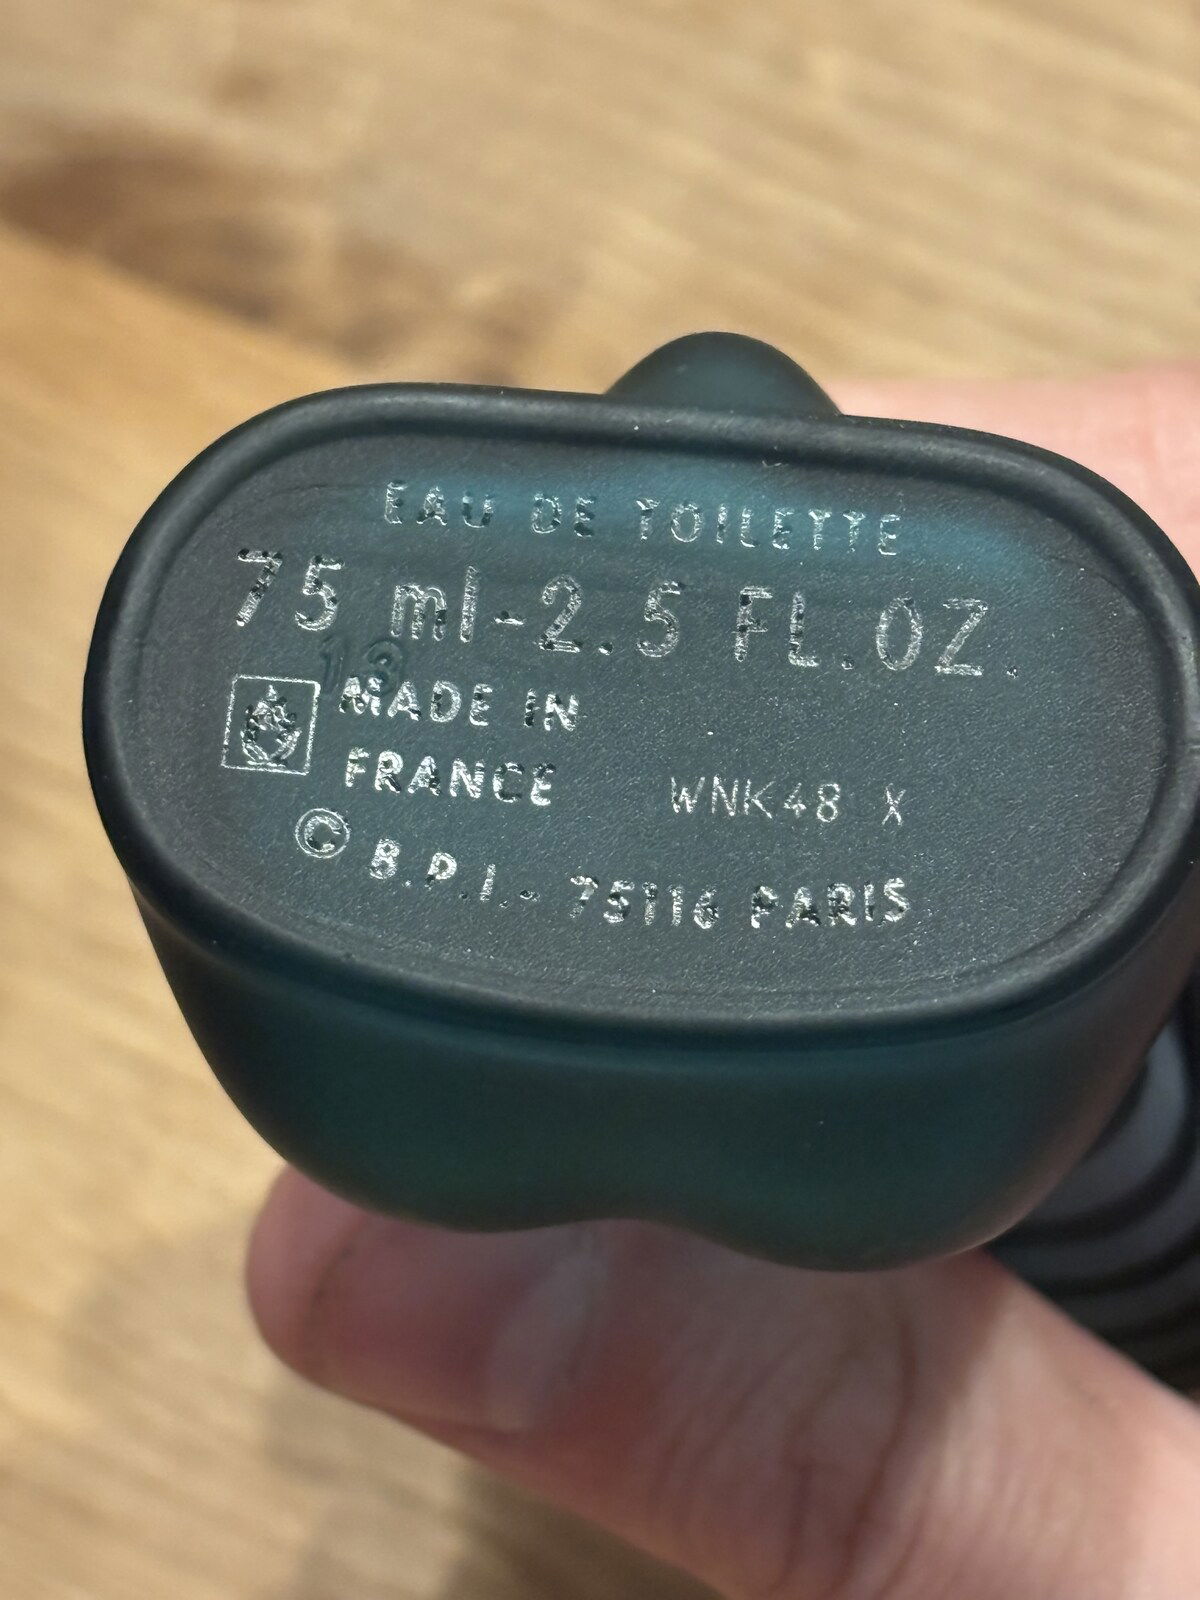 EAU DE TOILETTE
75 ml-2.5 FL.OZ.
13
MADE IN
FRANCE
WNK48 X
© B.P.I.- 75116 PARIS